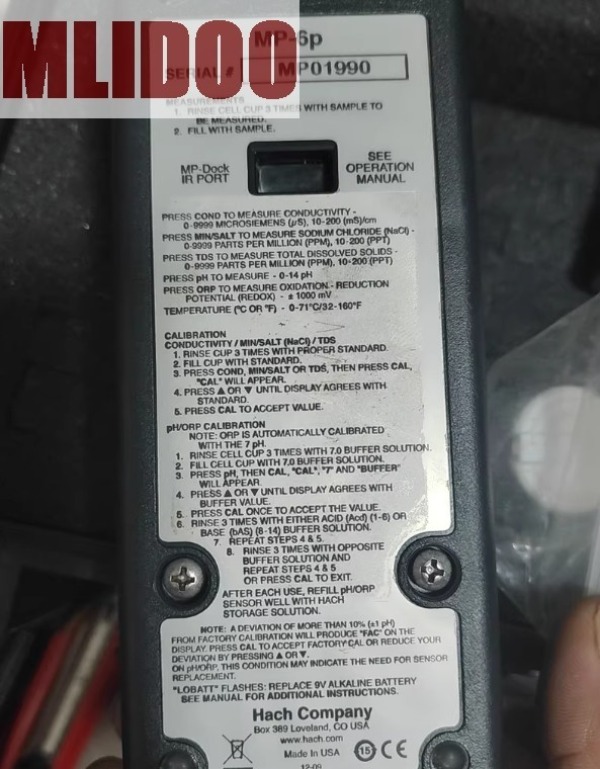 MLIDOO
MP-6p
SERIAL # MP01990
MEASUREMENTS
1. RINSE CELL CUP 3 TIMES WITH SAMPLE TO
BE MEASURED.
2. FILL WITH SAMPLE.
MP-Dock
IR PORT
SEE
OPERATION
MANUAL
PRESS COND TO MEASURE CONDUCTIVITY -
0-9999 MICROSIEMENS (µS), 10-200 (mS)/cm
PRESS MIN/SALT TO MEASURE SODIUM CHLORIDE (NaCl) -
0-9999 PARTS PER MILLION (PPM), 10-200 (PPT)
PRESS TDS TO MEASURE TOTAL DISSOLVED SOLIDS -
0-9999 PARTS PER MILLION (PPM), 10-200 (PPT)
PRESS pH TO MEASURE - 0-14 pH
PRESS ORP TO MEASURE OXIDATION - REDUCTION
POTENTIAL (REDOX) - ± 1000 mV
TEMPERATURE (°C OR °F) - 0-71°C/32-160°F
CALIBRATION
CONDUCTIVITY / MIN/SALT (NaCl) / TDS
1. RINSE CUP 3 TIMES WITH PROPER STANDARD.
2. FILL CUP WITH STANDARD.
3. PRESS COND, MIN/SALT OR TDS, THEN PRESS CAL,
"CAL" WILL APPEAR.
4. PRESS ▲ OR ▼ UNTIL DISPLAY AGREES WITH
STANDARD.
5. PRESS CAL TO ACCEPT VALUE.
pH/ORP CALIBRATION
NOTE: ORP IS AUTOMATICALLY CALIBRATED
WITH THE 7 pH.
1. RINSE CELL CUP 3 TIMES WITH 7.0 BUFFER SOLUTION.
2. FILL CELL CUP WITH 7.0 BUFFER SOLUTION.
3. PRESS pH, THEN CAL, "CAL", "7" AND "BUFFER"
WILL APPEAR.
4. PRESS ▲ OR ▼ UNTIL DISPLAY AGREES WITH
BUFFER VALUE.
5. PRESS CAL ONCE TO ACCEPT THE VALUE.
6. RINSE 3 TIMES WITH EITHER ACID (Acd) (1-6) OR
BASE (bAS) (8-14) BUFFER SOLUTION.
7. REPEAT STEPS 4 & 5.
8. RINSE 3 TIMES WITH OPPOSITE
BUFFER SOLUTION AND
REPEAT STEPS 4 & 5
OR PRESS CAL TO EXIT.
AFTER EACH USE, REFILL pH/ORP
SENSOR WELL WITH HACH
STORAGE SOLUTION.
NOTE: A DEVIATION OF MORE THAN 10% (±1 pH)
FROM FACTORY CALIBRATION WILL PRODUCE "FAC" ON THE
DISPLAY. PRESS CAL TO ACCEPT FACTORY CAL OR REDUCE YOUR
DEVIATION BY PRESSING ▲ OR ▼.
ON pH/ORP, THIS CONDITION MAY INDICATE THE NEED FOR SENSOR
REPLACEMENT.
"LOBATT" FLASHES: REPLACE 9V ALKALINE BATTERY
SEE MANUAL FOR ADDITIONAL INSTRUCTIONS.
Hach Company
Box 389 Loveland, CO USA
www.hach.com
Made In USA 15 CE
12-09